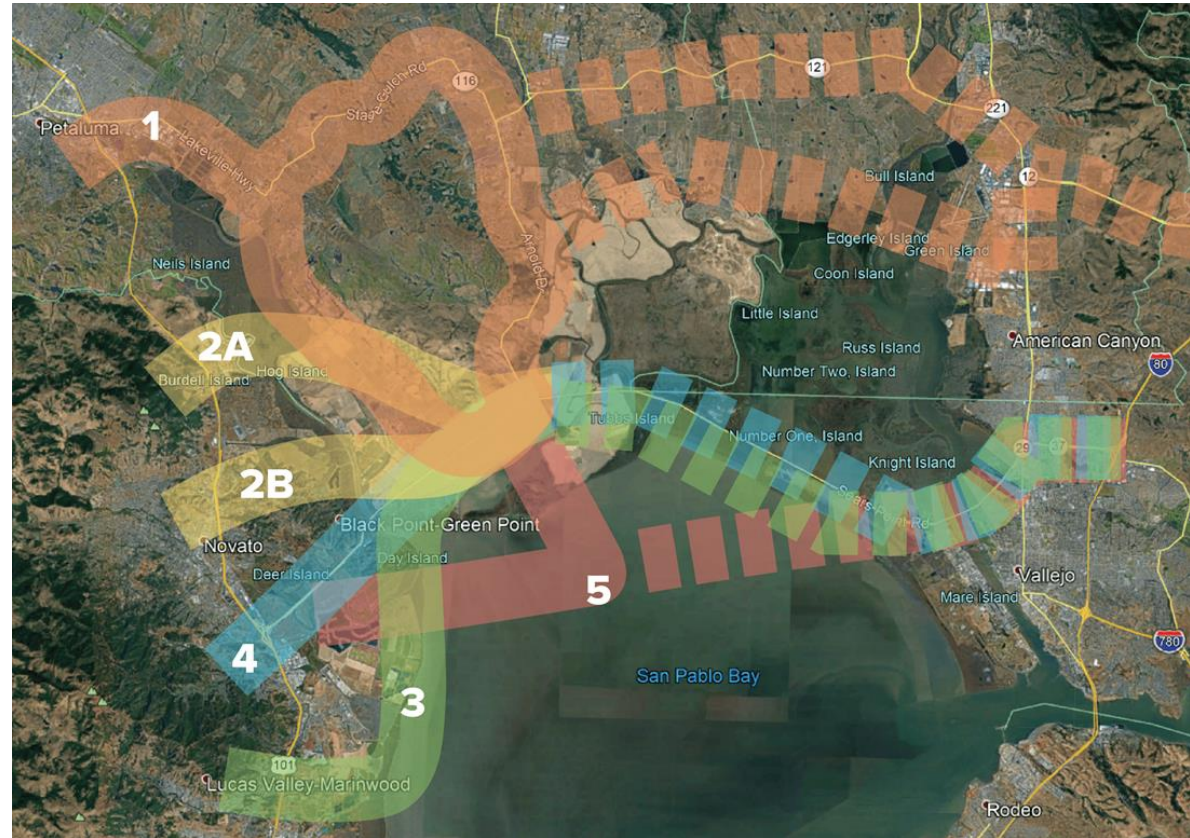 121
116
Stage Gulch Rd
221
1
Petaluma
Lakeville Hwy
12
Bull Island
Arnold Dr
Edgerley Island
Green Island
Neils Island
Coon Island
Little Island
2A
American Canyon
Russ Island
80
Hog Island
Burdell Island
Number Two, Island
Tubbs Island
Number One, Island
29
37
Knight Island
2B
Sears Point Rd
Black Point-Green Point
Novato
Day Island
Deer Island
Vallejo
5
Mare Island
780
4
San Pablo Bay
3
101
Lucas Valley-Marinwood
Rodeo